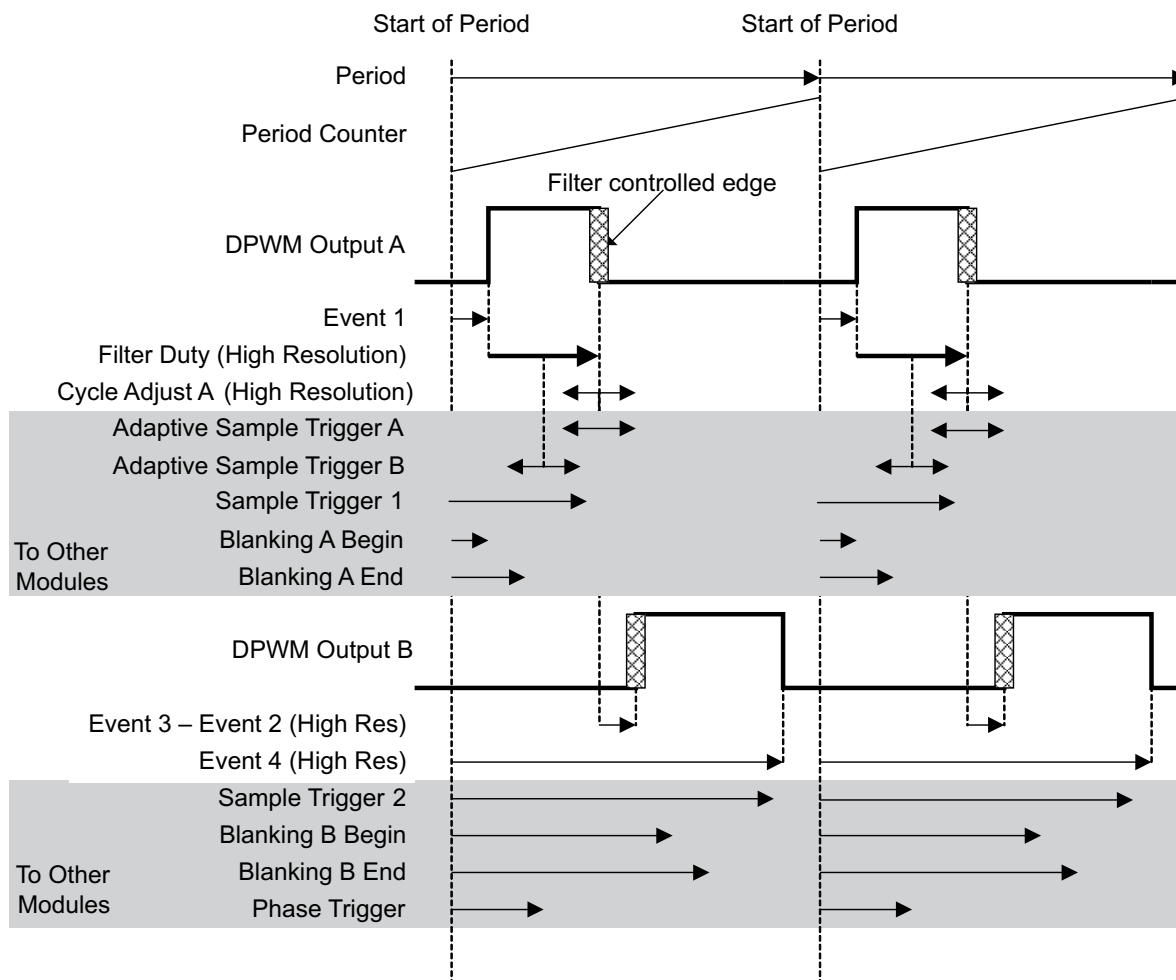 Start of Period
Start of Period
Period
Period Counter
Filter controlled edge
DPWM Output A
Event 1
Filter Duty (High Resolution)
Cycle Adjust A (High Resolution)
Adaptive Sample Trigger A
Adaptive Sample Trigger B
Sample Trigger 1
Blanking A Begin
To Other
Modules
Blanking A End
DPWM Output B
Event 3 – Event 2 (High Res)
Event 4 (High Res)
Sample Trigger 2
Blanking B Begin
Blanking B End
To Other
Modules
Phase Trigger